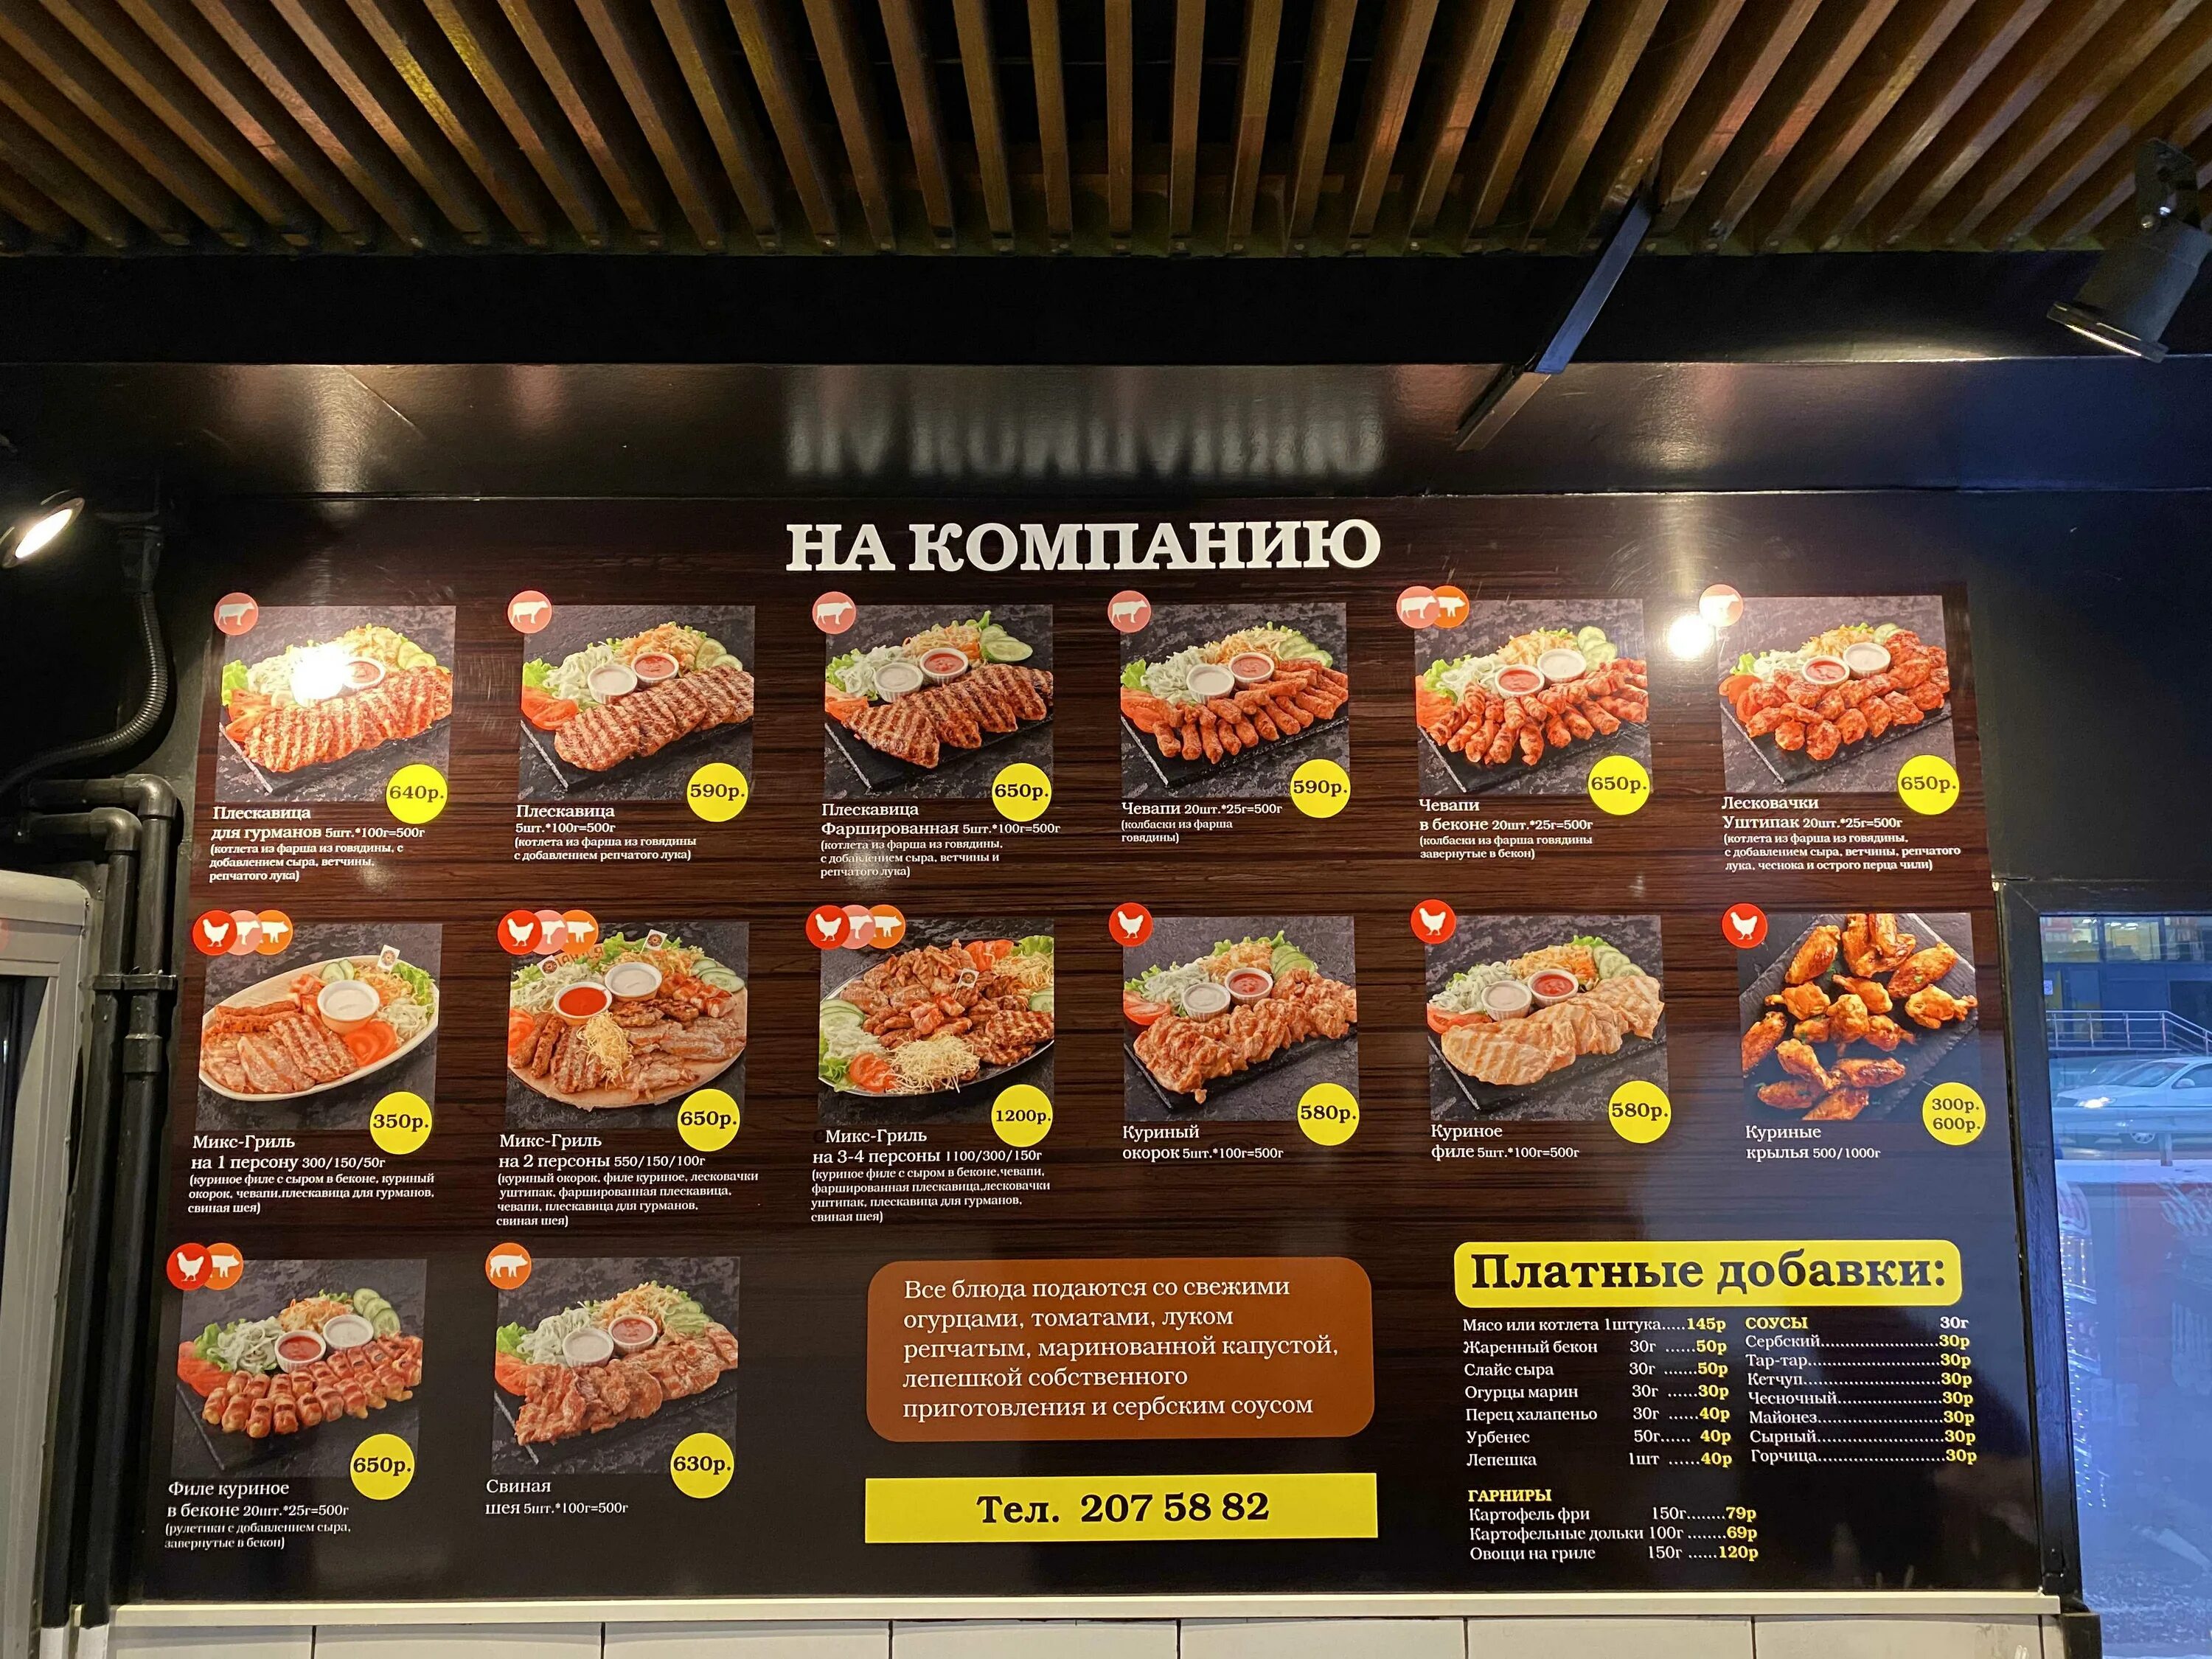 НА КОМПАНИЮ
640р.
Плескавица
для гурманов 5шт.*100г=500г
(котлета из фарша из говядины, с
добавлением сыра, ветчины,
репчатого лука)
590р.
Плескавица
5шт.*100г=500г
(котлета из фарша из говядины
с добавлением репчатого лука)
650р.
Плескавица
Фаршированная 5шт.*100г=500г
(котлета из фарша из говядины,
с добавлением сыра, ветчины и
репчатого лука)
590р.
Чевапи 20шт.*25г=500г
(колбаски из фарша
говядины)
650р.
Чевапи
в беконе 20шт.*25г=500г
(колбаски из фарша говядины
завернутые в бекон)
650р.
Лесковачки
Уштипак 20шт.*25г=500г
(котлета из фарша из говядины,
с добавлением сыра, ветчины, репчатого
лука, чеснока и острого перца чили)
350р.
Микс-Гриль
на 1 персону 300/150/50г
(куриное филе с сыром в беконе, куриный
окорок, чевапи,плескавица для гурманов,
свиная шея)
650р.
Микс-Гриль
на 2 персоны 550/150/100г
(куриный окорок, филе куриное, лесковачки
уштипак, фаршированная плескавица,
чевапи, плескавица для гурманов,
свиная шея)
1200р.
Микс-Гриль
на 3-4 персоны 1100/300/150г
(куриное филе с сыром в беконе,чевапи,
фаршированная плескавица,лесковачки
уштипак, плескавица для гурманов,
свиная шея)
580р.
Куриный
окорок 5шт.*100г=500г
580р.
Куриное
филе 5шт.*100г=500г
300р.
600р.
Куриные
крылья 500/1000г
650р.
Филе куриное
в беконе 20шт.*25г=500г
(рулетики с добавлением сыра,
завернутые в бекон)
630р.
Свиная
шея 5шт.*100г=500г
Все блюда подаются со свежими
огурцами, томатами, луком
репчатым, маринованной капустой,
лепешкой собственного
приготовления и сербским соусом
Тел. 207 58 82
Платные добавки:
Мясо или котлета 1штука.....145р
Жаренный бекон 30г ......50р
Слайс сыра 30г .......50р
Огурцы марин 30г ......30р
Перец халапеньо 30г ......40р
Урбенес 50г...... 40р
Лепешка 1шт ......40р
СОУСЫ 30г
Сербский.......................30р
Тар-тар.........................30р
Кетчуп..........................30р
Чесночный...................30р
Майонез.......................30р
Сырный.......................30р
Горчица.......................30р
ГАРНИРЫ
Картофель фри 150г........79р
Картофельные дольки 100г ........69р
Овощи на гриле 150г ......120р